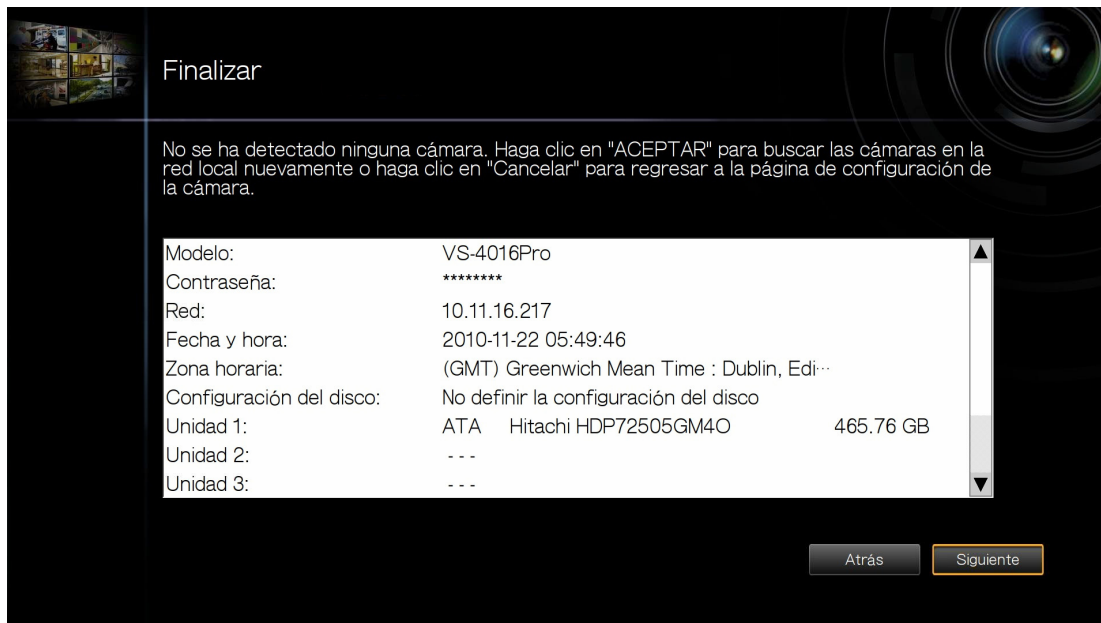 Finalizar
No se ha detectado ninguna cámara. Haga clic en "ACEPTAR" para buscar las cámaras en la
red local nuevamente o haga clic en "Cancelar" para regresar a la página de configuración de
la cámara.
Modelo: VS-4016Pro
Contraseña: ********
Red: 10.11.16.217
Fecha y hora: 2010-11-22 05:49:46
Zona horaria: (GMT) Greenwich Mean Time : Dublin, Edi…
Configuración del disco: No definir la configuración del disco
Unidad 1: ATA Hitachi HDP72505GM4O 465.76 GB
Unidad 2: - - -
Unidad 3: - - -
Atrás Siguiente